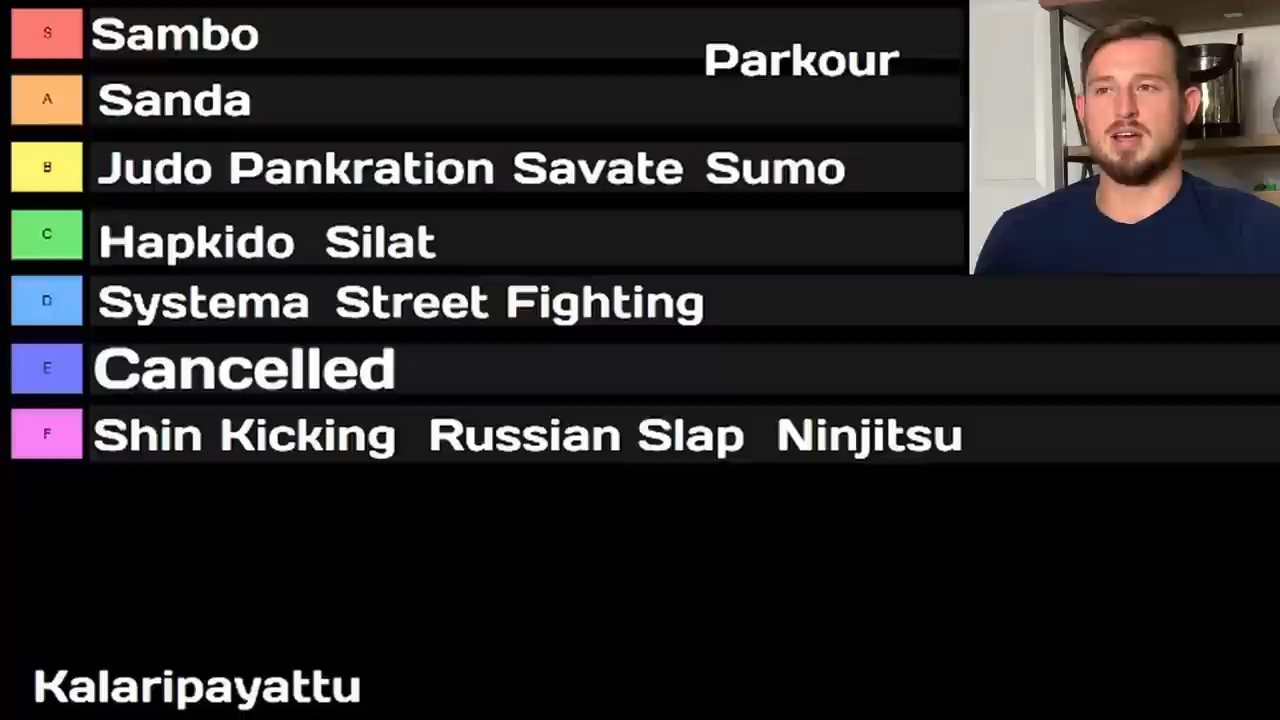 S Sambo
Parkour
A Sanda
B Judo Pankration Savate Sumo
C Hapkido Silat
D Systema Street Fighting
E Cancelled
F Shin Kicking Russian Slap Ninjitsu
Kalaripayattu